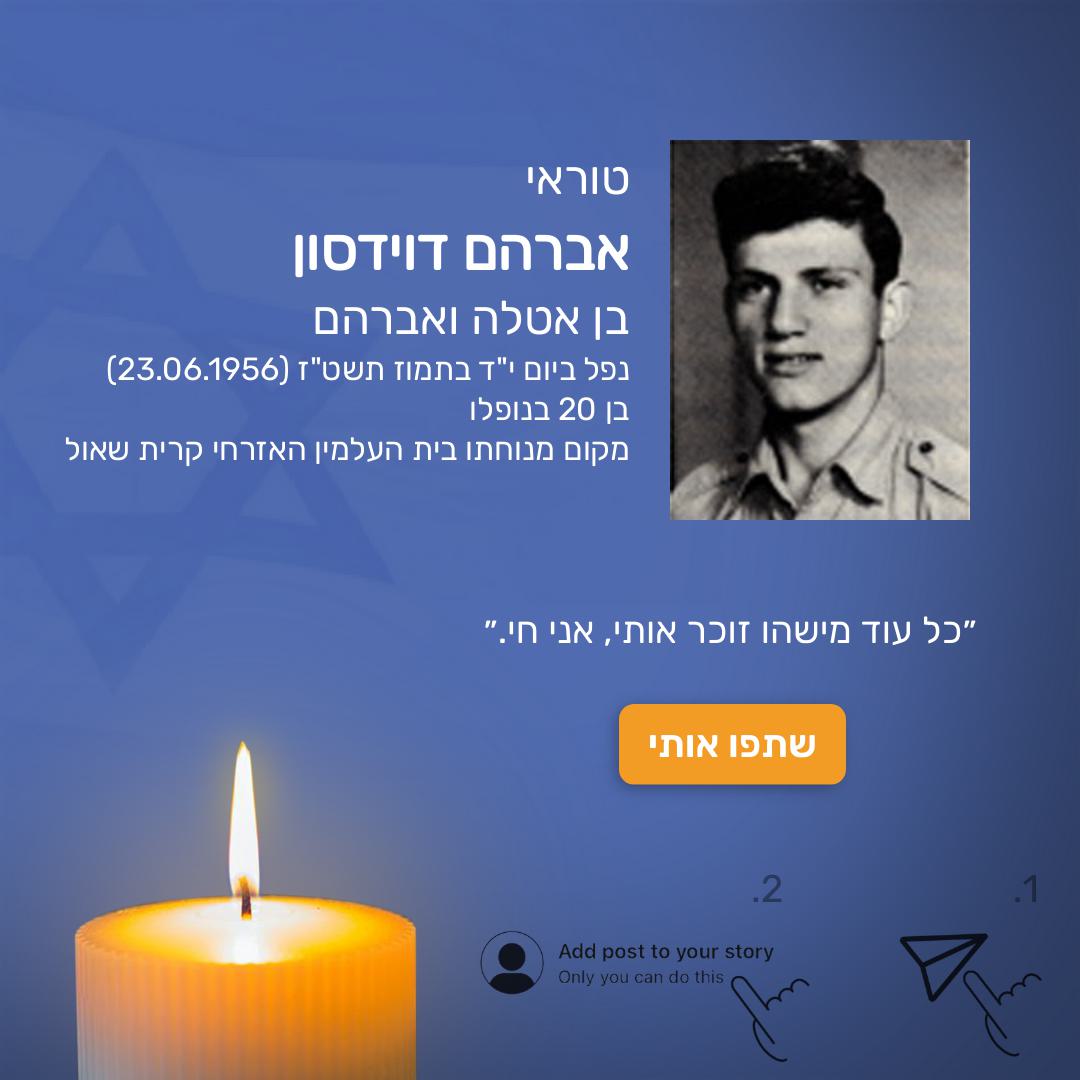 טוראי
אברהם דוידסון
בן אטלה ואברהם
נפל ביום י"ד בתמוז תשט"ז (23.06.1956)
בן 20 בנופלו
מקום מנוחתו בית העלמין האזרחי קרית שאול
״כל עוד מישהו זוכר אותי, אני חי.״
שתפו אותי
1.
2.
Add post to your story
Only you can do this